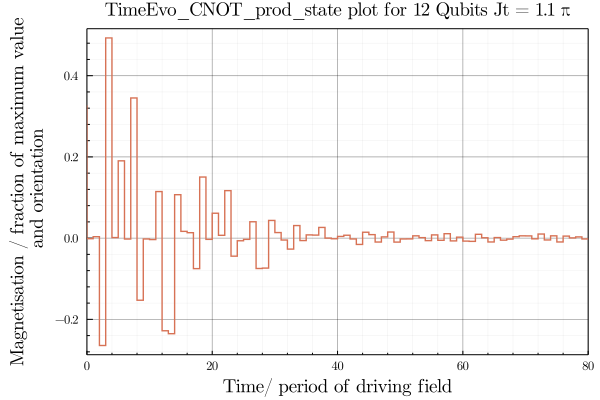 TimeEvo_CNOT_prod_state plot for 12 Qubits Jt = 1.1 π
Magnetisation / fraction of maximum value
and orientation
0.4
0.2
0.0
−0.2
0 20 40 60 80
Time/ period of driving field